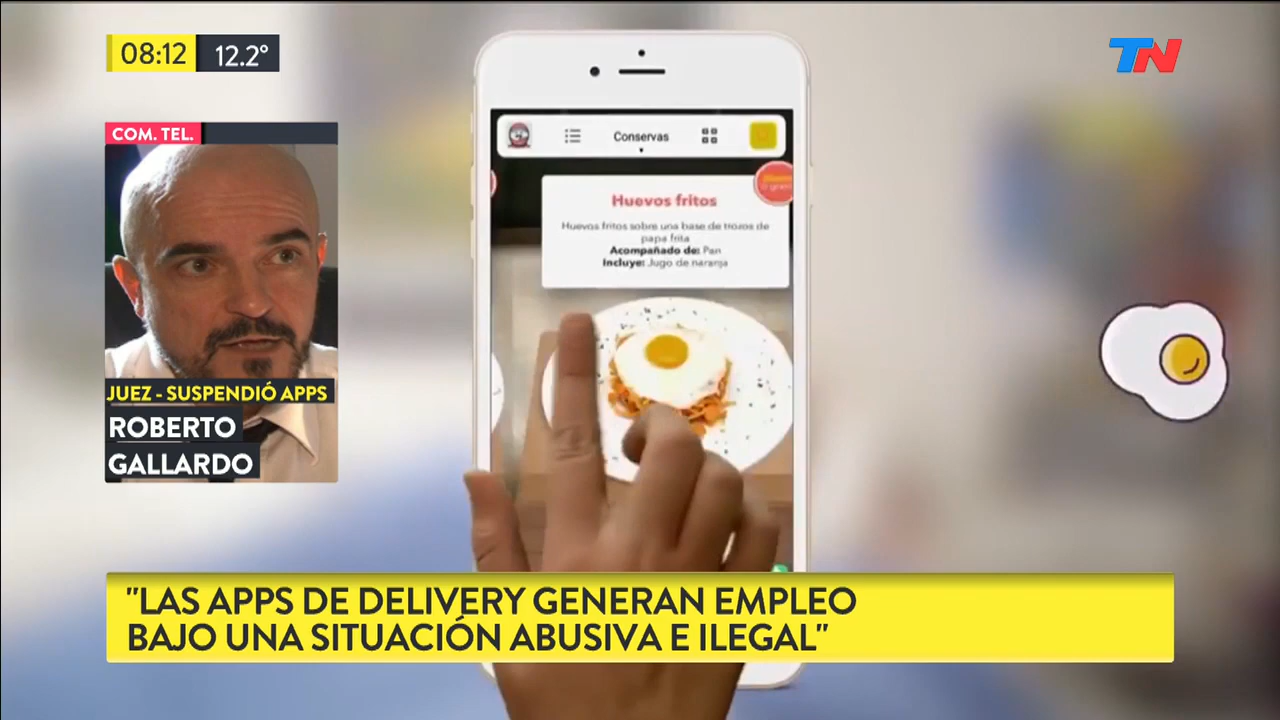 08:12 12.2°
TN
COM. TEL.
JUEZ - SUSPENDIÓ APPS
ROBERTO
GALLARDO
Conservas
Huevos fritos
Huevos fritos sobre una base de trozos de
papa frita
Acompañado de: Pan
Incluye: Jugo de naranja
"LAS APPS DE DELIVERY GENERAN EMPLEO
BAJO UNA SITUACIÓN ABUSIVA E ILEGAL"